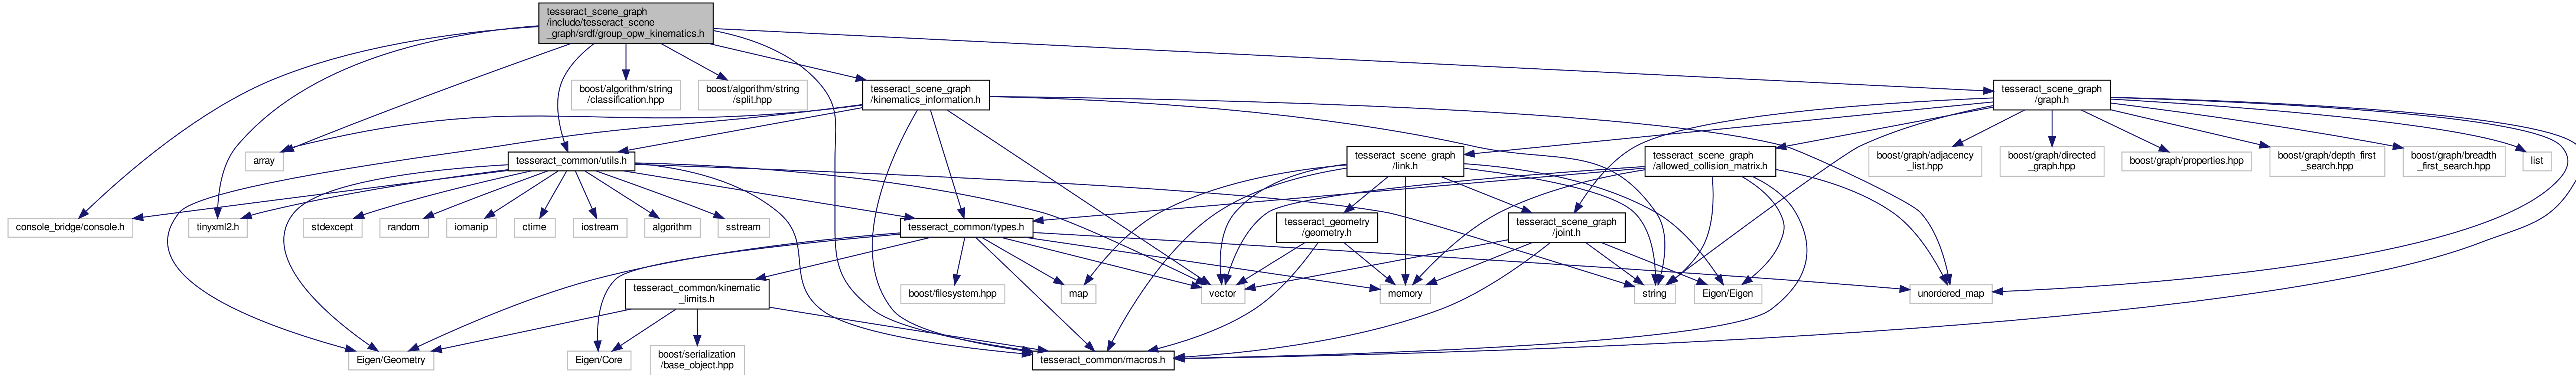 tesseract_scene_graph
/include/tesseract_scene
_graph/srdf/group_opw_kinematics.h
boost/algorithm/string
/classification.hpp
boost/algorithm/string
/split.hpp
tesseract_scene_graph
/kinematics_information.h
tesseract_scene_graph
/graph.h
array
tesseract_common/utils.h
tesseract_scene_graph
/link.h
tesseract_scene_graph
/allowed_collision_matrix.h
boost/graph/adjacency
_list.hpp
boost/graph/directed
_graph.hpp
boost/graph/properties.hpp
boost/graph/depth_first
_search.hpp
boost/graph/breadth
_first_search.hpp
list
console_bridge/console.h
tinyxml2.h
stdexcept
random
iomanip
ctime
iostream
algorithm
sstream
tesseract_common/types.h
tesseract_geometry
/geometry.h
tesseract_scene_graph
/joint.h
tesseract_common/kinematic
_limits.h
boost/filesystem.hpp
map
vector
memory
string
Eigen/Eigen
unordered_map
Eigen/Geometry
Eigen/Core
boost/serialization
/base_object.hpp
tesseract_common/macros.h